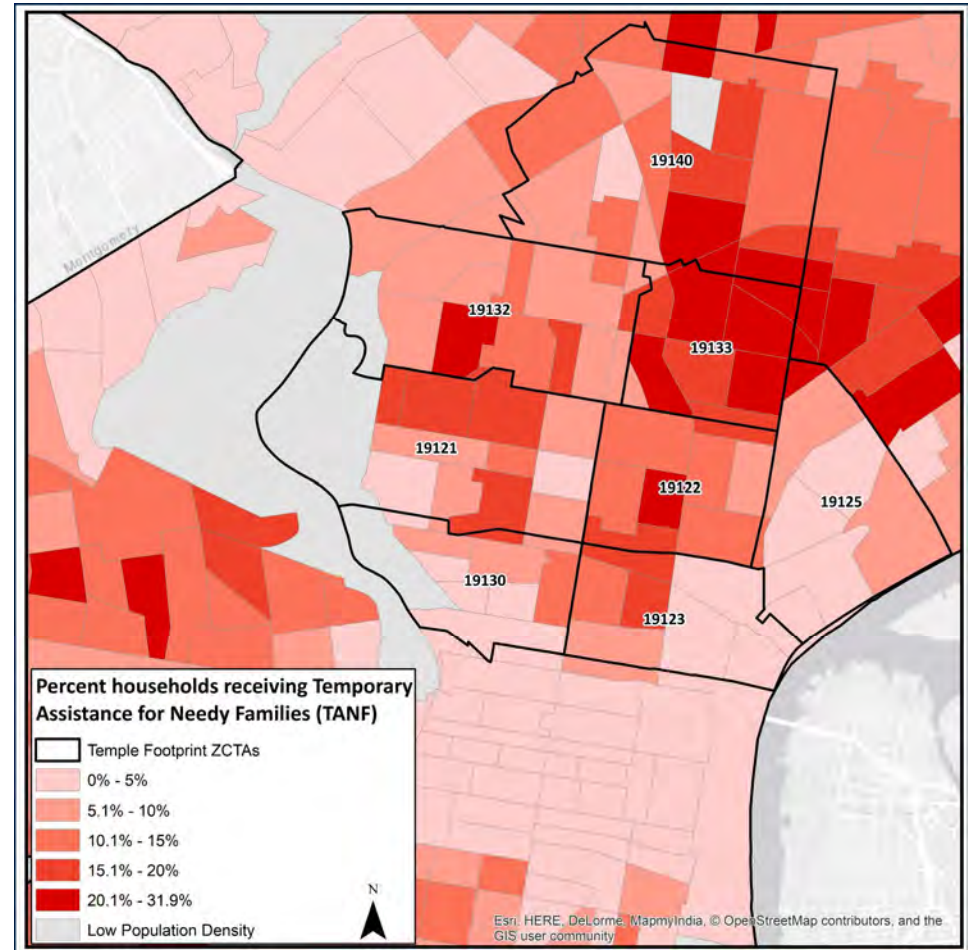 19140
Montgomery
19132
19133
19121
19122
19125
19130
19123
Percent households receiving Temporary
Assistance for Needy Families (TANF)
Temple Footprint ZCTAs
0% - 5%
5.1% - 10%
10.1% - 15%
15.1% - 20%
20.1% - 31.9%
Low Population Density
N
Esri, HERE, DeLorme, MapmyIndia, © OpenStreetMap contributors, and the
GIS user community